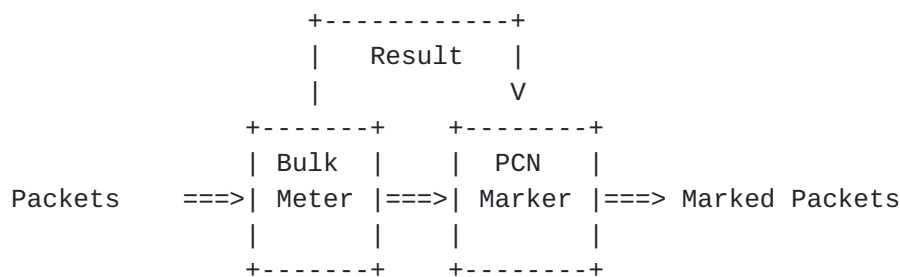 +------------+
|   Result   |
|            V
+-------+    +--------+
| Bulk  |    |  PCN   |
Packets    ===>| Meter |===>| Marker |===> Marked Packets
|       |    |        |
+-------+    +--------+